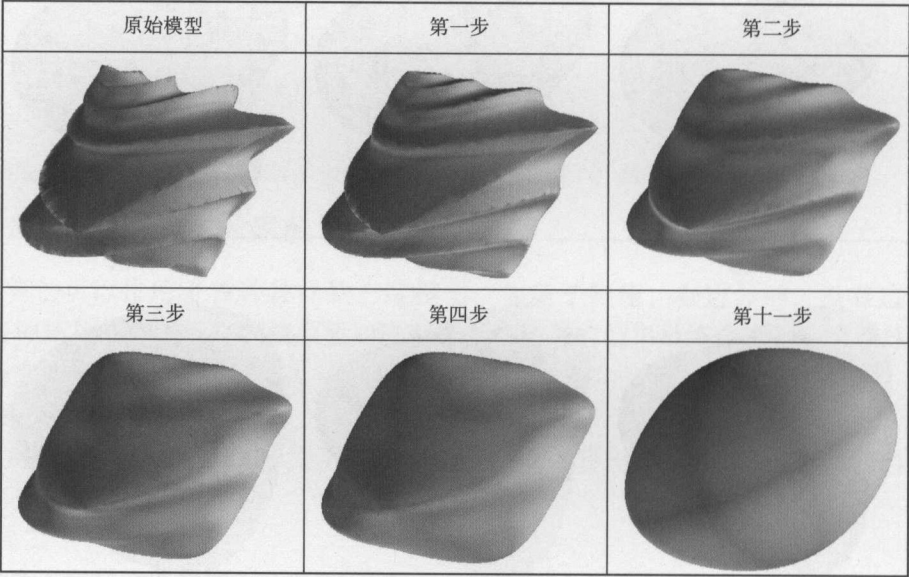 原始模型
第一步
第二步
第三步
第四步
第十一步